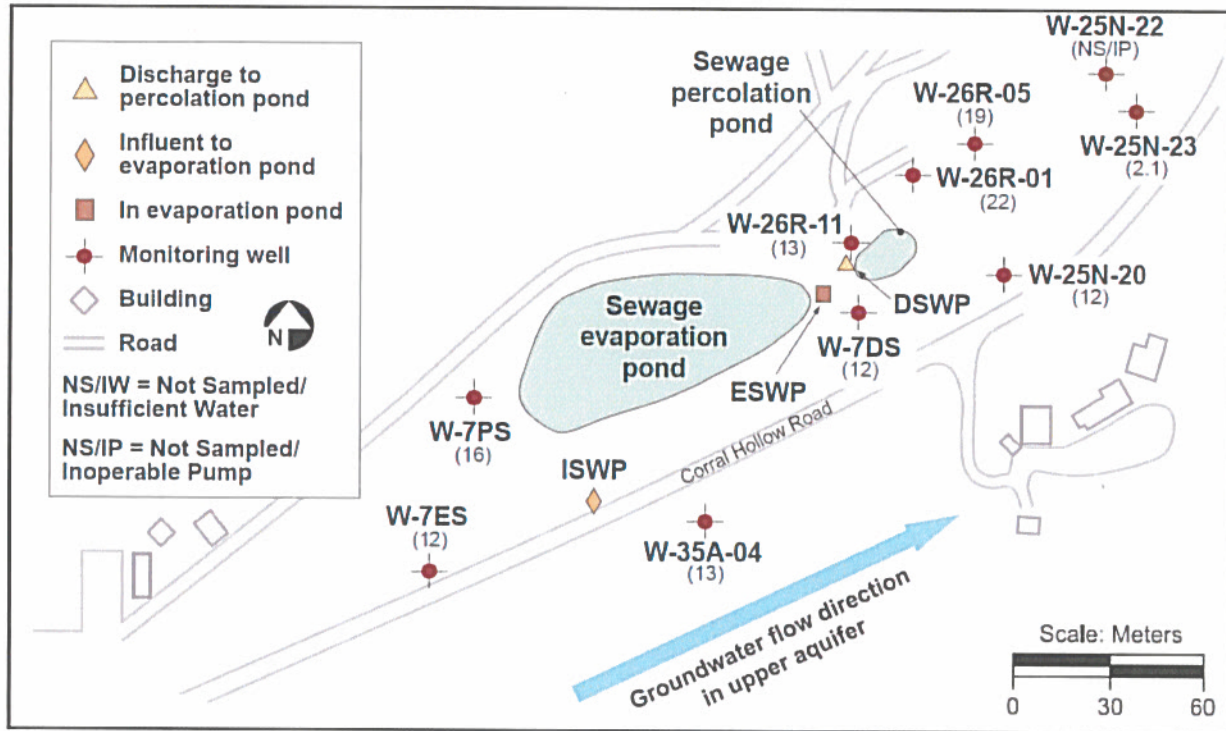 Discharge to
percolation pond
Influent to
evaporation pond
In evaporation pond
Monitoring well
Building
Road
N
NS/IW = Not Sampled/
Insufficient Water
NS/IP = Not Sampled/
Inoperable Pump
W-25N-22
(NS/IP)
Sewage
percolation
pond
W-26R-05
(19)
W-25N-23
(2.1)
W-26R-01
(22)
W-26R-11
(13)
W-25N-20
(12)
DSWP
Sewage
evaporation
pond
W-7DS
(12)
ESWP
W-7PS
(16)
Corral Hollow Road
ISWP
W-7ES
(12)
W-35A-04
(13)
Groundwater flow direction
in upper aquifer
Scale: Meters
0 30 60